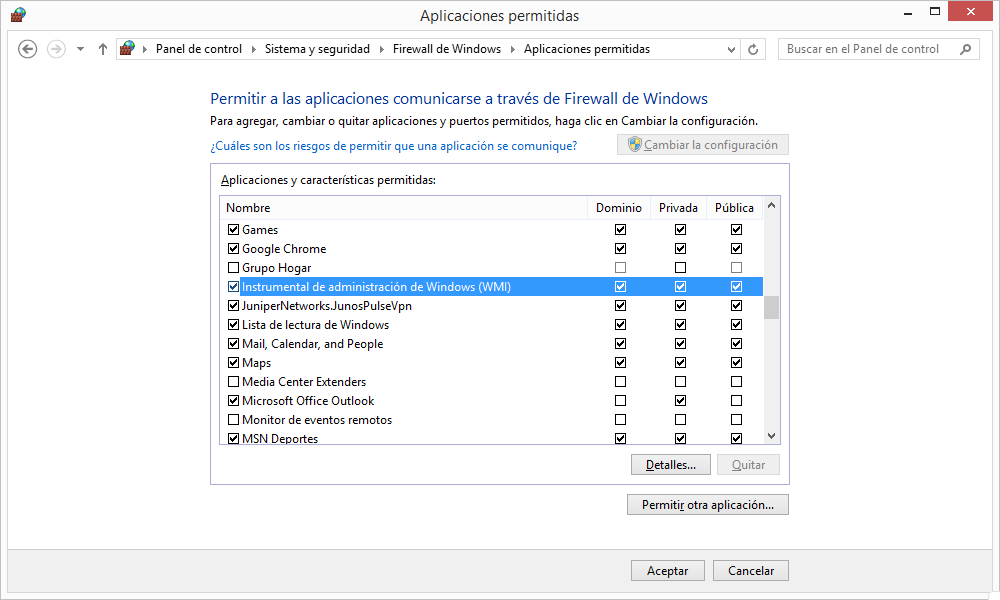 Aplicaciones permitidas
Panel de control Sistema y seguridad Firewall de Windows Aplicaciones permitidas
Buscar en el Panel de control
Permitir a las aplicaciones comunicarse a través de Firewall de Windows
Para agregar, cambiar o quitar aplicaciones y puertos permitidos, haga clic en Cambiar la configuración.
¿Cuáles son los riesgos de permitir que una aplicación se comunique?
Cambiar la configuración
Aplicaciones y características permitidas:
Nombre Dominio Privada Pública
Games
Google Chrome
Grupo Hogar
Instrumental de administración de Windows (WMI)
JuniperNetworks.JunosPulseVpn
Lista de lectura de Windows
Mail, Calendar, and People
Maps
Media Center Extenders
Microsoft Office Outlook
Monitor de eventos remotos
MSN Deportes
Detalles... Quitar
Permitir otra aplicación...
Aceptar Cancelar